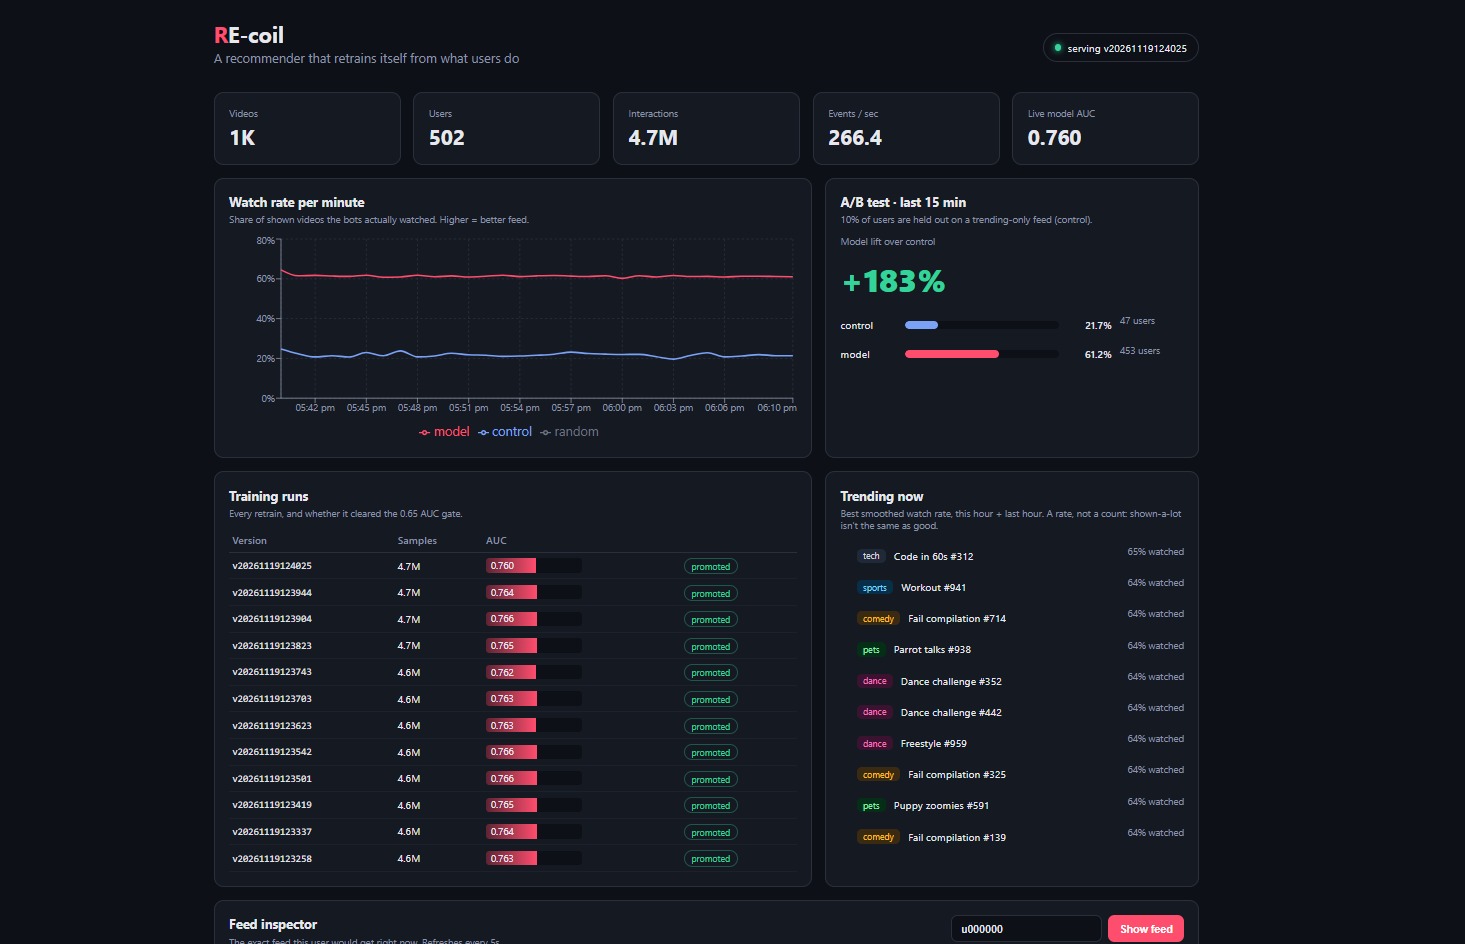 RE-coil
A recommender that retrains itself from what users do
serving v20261119124025
Videos
1K
Users
502
Interactions
4.7M
Events / sec
266.4
Live model AUC
0.760
Watch rate per minute
Share of shown videos the bots actually watched. Higher = better feed.
80%
60%
40%
20%
0%
05:42 pm 05:45 pm 05:48 pm 05:51 pm 05:54 pm 05:57 pm 06:00 pm 06:03 pm 06:06 pm 06:10 pm
model control random
A/B test · last 15 min
10% of users are held out on a trending-only feed (control).
Model lift over control
+183%
control 21.7% 47 users
model 61.2% 453 users
Training runs
Every retrain, and whether it cleared the 0.65 AUC gate.
Version Samples AUC
v20261119124025 4.7M 0.760 promoted
v20261119123944 4.7M 0.764 promoted
v20261119123904 4.7M 0.766 promoted
v20261119123823 4.7M 0.765 promoted
v20261119123743 4.6M 0.762 promoted
v20261119123703 4.6M 0.763 promoted
v20261119123623 4.6M 0.763 promoted
v20261119123542 4.6M 0.766 promoted
v20261119123501 4.6M 0.766 promoted
v20261119123419 4.6M 0.765 promoted
v20261119123337 4.6M 0.764 promoted
v20261119123258 4.6M 0.763 promoted
Trending now
Best smoothed watch rate, this hour + last hour. A rate, not a count: shown-a-lot
isn't the same as good.
tech Code in 60s #312 65% watched
sports Workout #941 64% watched
comedy Fail compilation #714 64% watched
pets Parrot talks #938 64% watched
dance Dance challenge #352 64% watched
dance Dance challenge #442 64% watched
dance Freestyle #959 64% watched
comedy Fail compilation #325 64% watched
pets Puppy zoomies #591 64% watched
comedy Fail compilation #139 64% watched
Feed inspector
The exact feed this user would get right now. Refreshes every 5s.
u000000
Show feed